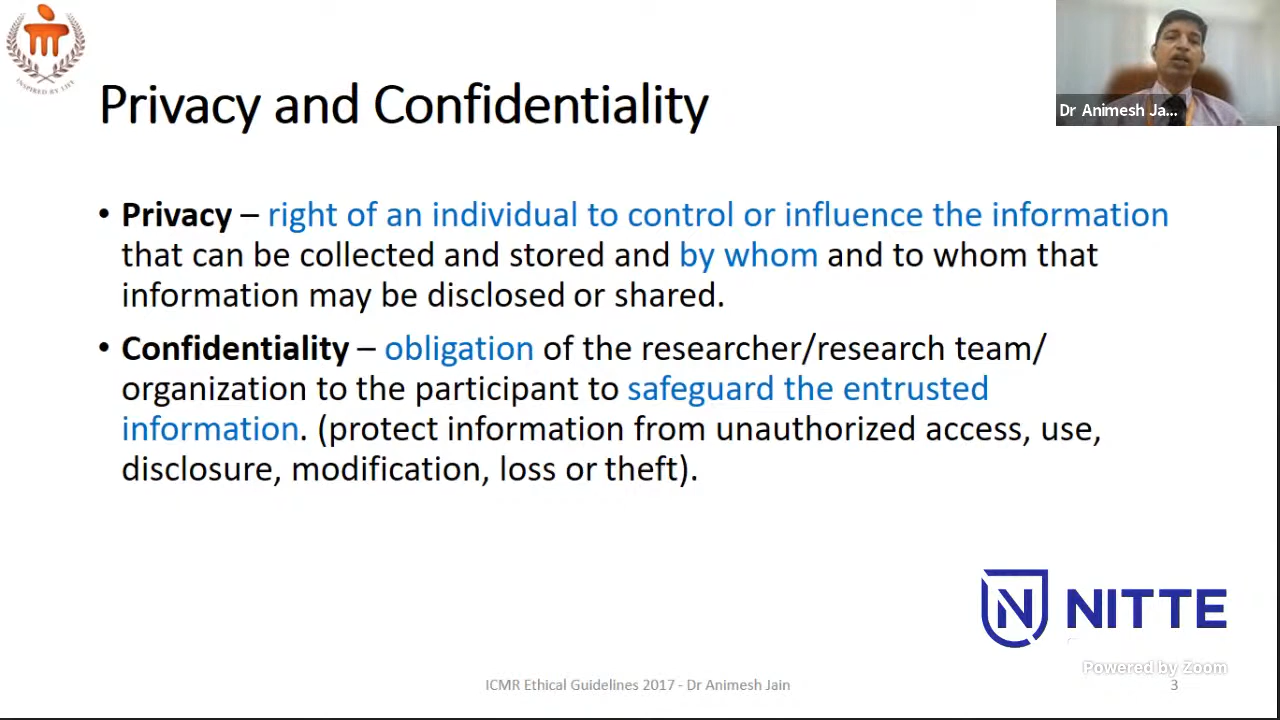 INSPIRED BY LIFE
Dr Animesh Ja...
Privacy and Confidentiality
• Privacy – right of an individual to control or influence the information
that can be collected and stored and by whom and to whom that
information may be disclosed or shared.
• Confidentiality – obligation of the researcher/research team/
organization to the participant to safeguard the entrusted
information. (protect information from unauthorized access, use,
disclosure, modification, loss or theft).
NITTE
Powered by Zoom
ICMR Ethical Guidelines 2017 - Dr Animesh Jain
3